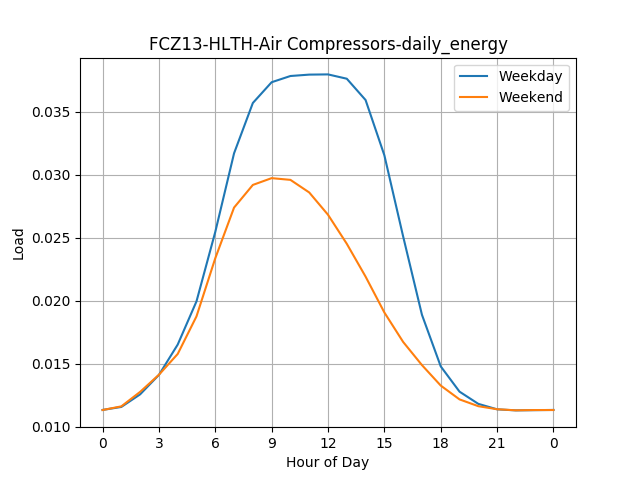 FCZ13-HLTH-Air Compressors-daily_energy
Weekday
Weekend
0.035
0.030
0.025
0.020
0.015
0.010
Load
0 3 6 9 12 15 18 21 0
Hour of Day